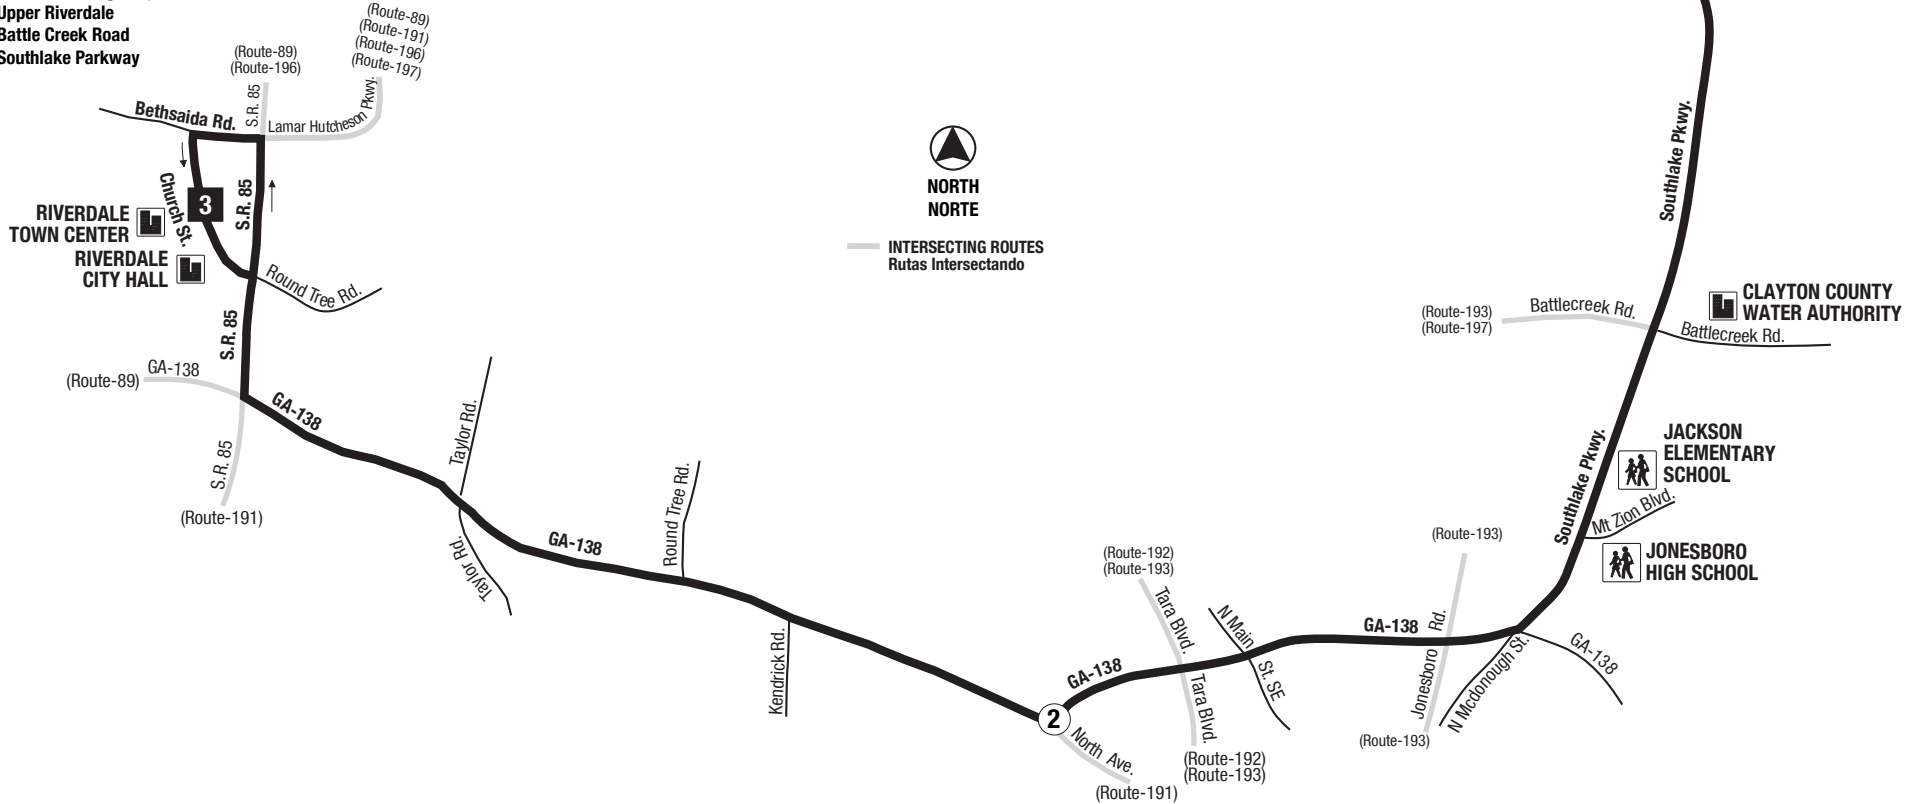 Upper Riverdale
Battle Creek Road
Southlake Parkway
(Route-89)
(Route-196)
(Route-89)
(Route-191)
(Route-196)
(Route-197)
Bethsaida Rd.
S.R. 85
Lamar Hutcheson Pkwy.
Church St.
3
S.R. 85
RIVERDALE
TOWN CENTER
RIVERDALE
CITY HALL
Round Tree Rd.
S.R. 85
(Route-89)
GA-138
GA-138
S.R. 85
(Route-191)
Taylor Rd.
Taylor Rd.
GA-138
Round Tree Rd.
Kendrick Rd.
NORTH
NORTE
INTERSECTING ROUTES
Rutas Intersectando
2
North Ave.
(Route-191)
GA-138
(Route-192)
(Route-193)
Tara Blvd.
Tara Blvd.
(Route-192)
(Route-193)
N Main
St. SE
GA-138
(Route-193)
Jonesboro Rd.
(Route-193)
N Mcdonough St.
GA-138
Southlake Pkwy.
(Route-193)
(Route-197)
Battlecreek Rd.
Battlecreek Rd.
CLAYTON COUNTY
WATER AUTHORITY
Southlake Pkwy.
JACKSON
ELEMENTARY
SCHOOL
Mt Zion Blvd.
JONESBORO
HIGH SCHOOL